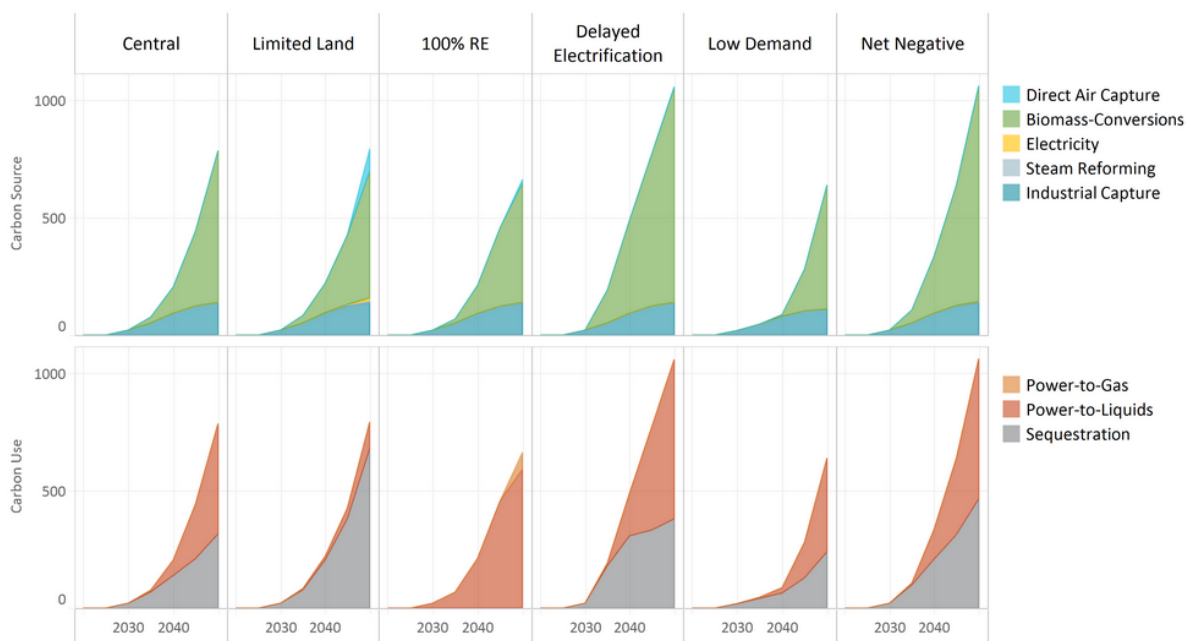 Central
Limited Land
100% RE
Delayed
Electrification
Low Demand
Net Negative
Carbon Source
1000
500
0
Direct Air Capture
Biomass-Conversions
Electricity
Steam Reforming
Industrial Capture
Carbon Use
1000
500
0
Power-to-Gas
Power-to-Liquids
Sequestration
2030 2040
2030 2040
2030 2040
2030 2040
2030 2040
2030 2040